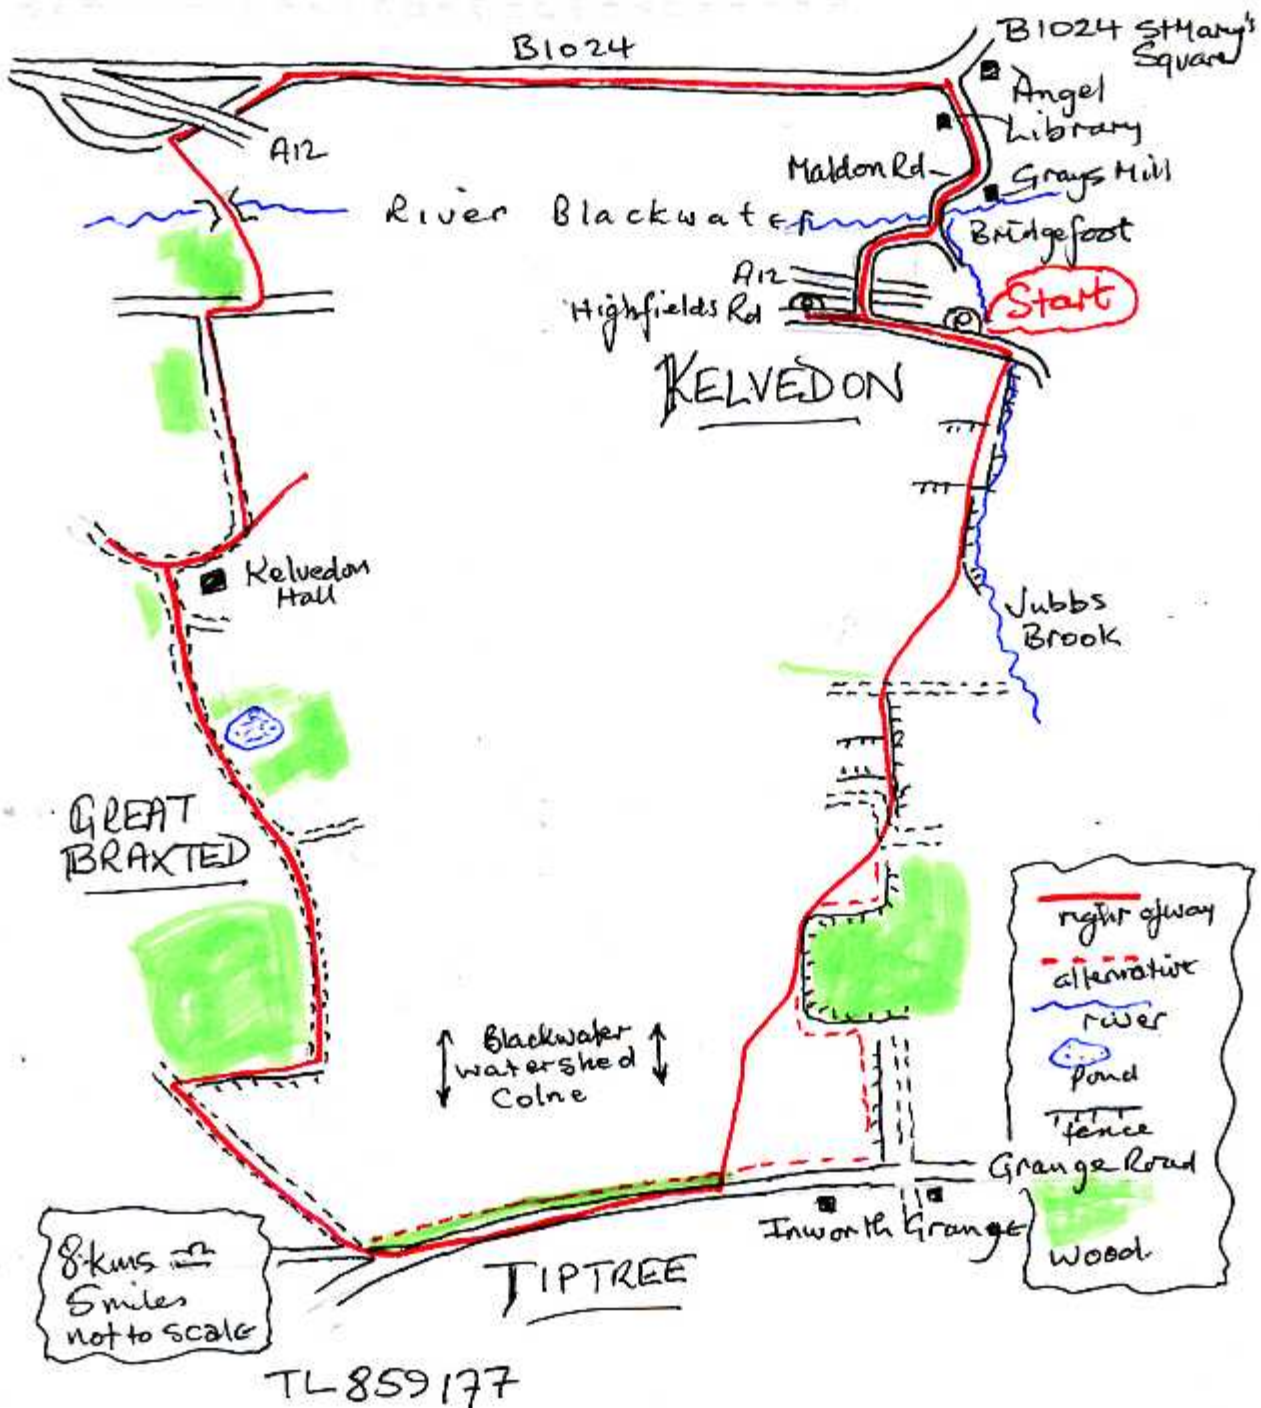 B1024
B1024 St Mary's
Square
Angel
Library
A12
Maldon Rd
Grays Mill
River Blackwater
Bridgefoot
A12
Highfields Rd
P
P
Start
KELVEDON
Kelvedon
Hall
Jubbs
Brook
GREAT
BRAXTED
right of way
alternative
river
Pond
fence
Blackwater
watershed
Colne
Grange Road
Inworth Grange
Wood
8 kms ≏
5 miles
not to scale
TIPTREE
TL 859177